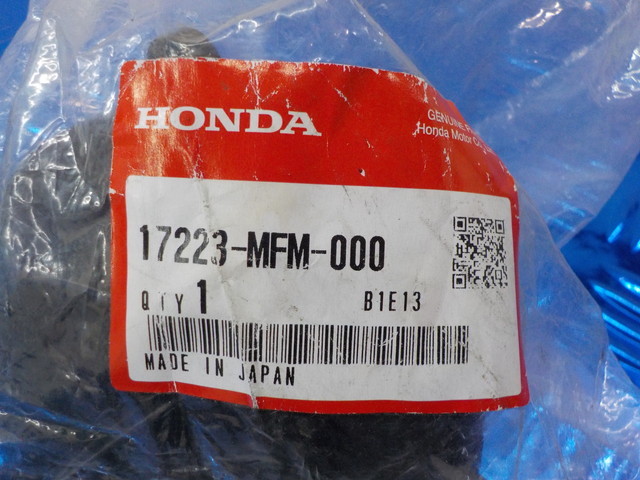 HONDA
GENUINE
Honda Motor Co
17223-MFM-000
QTY 1 B1E13
MADE IN JAPAN